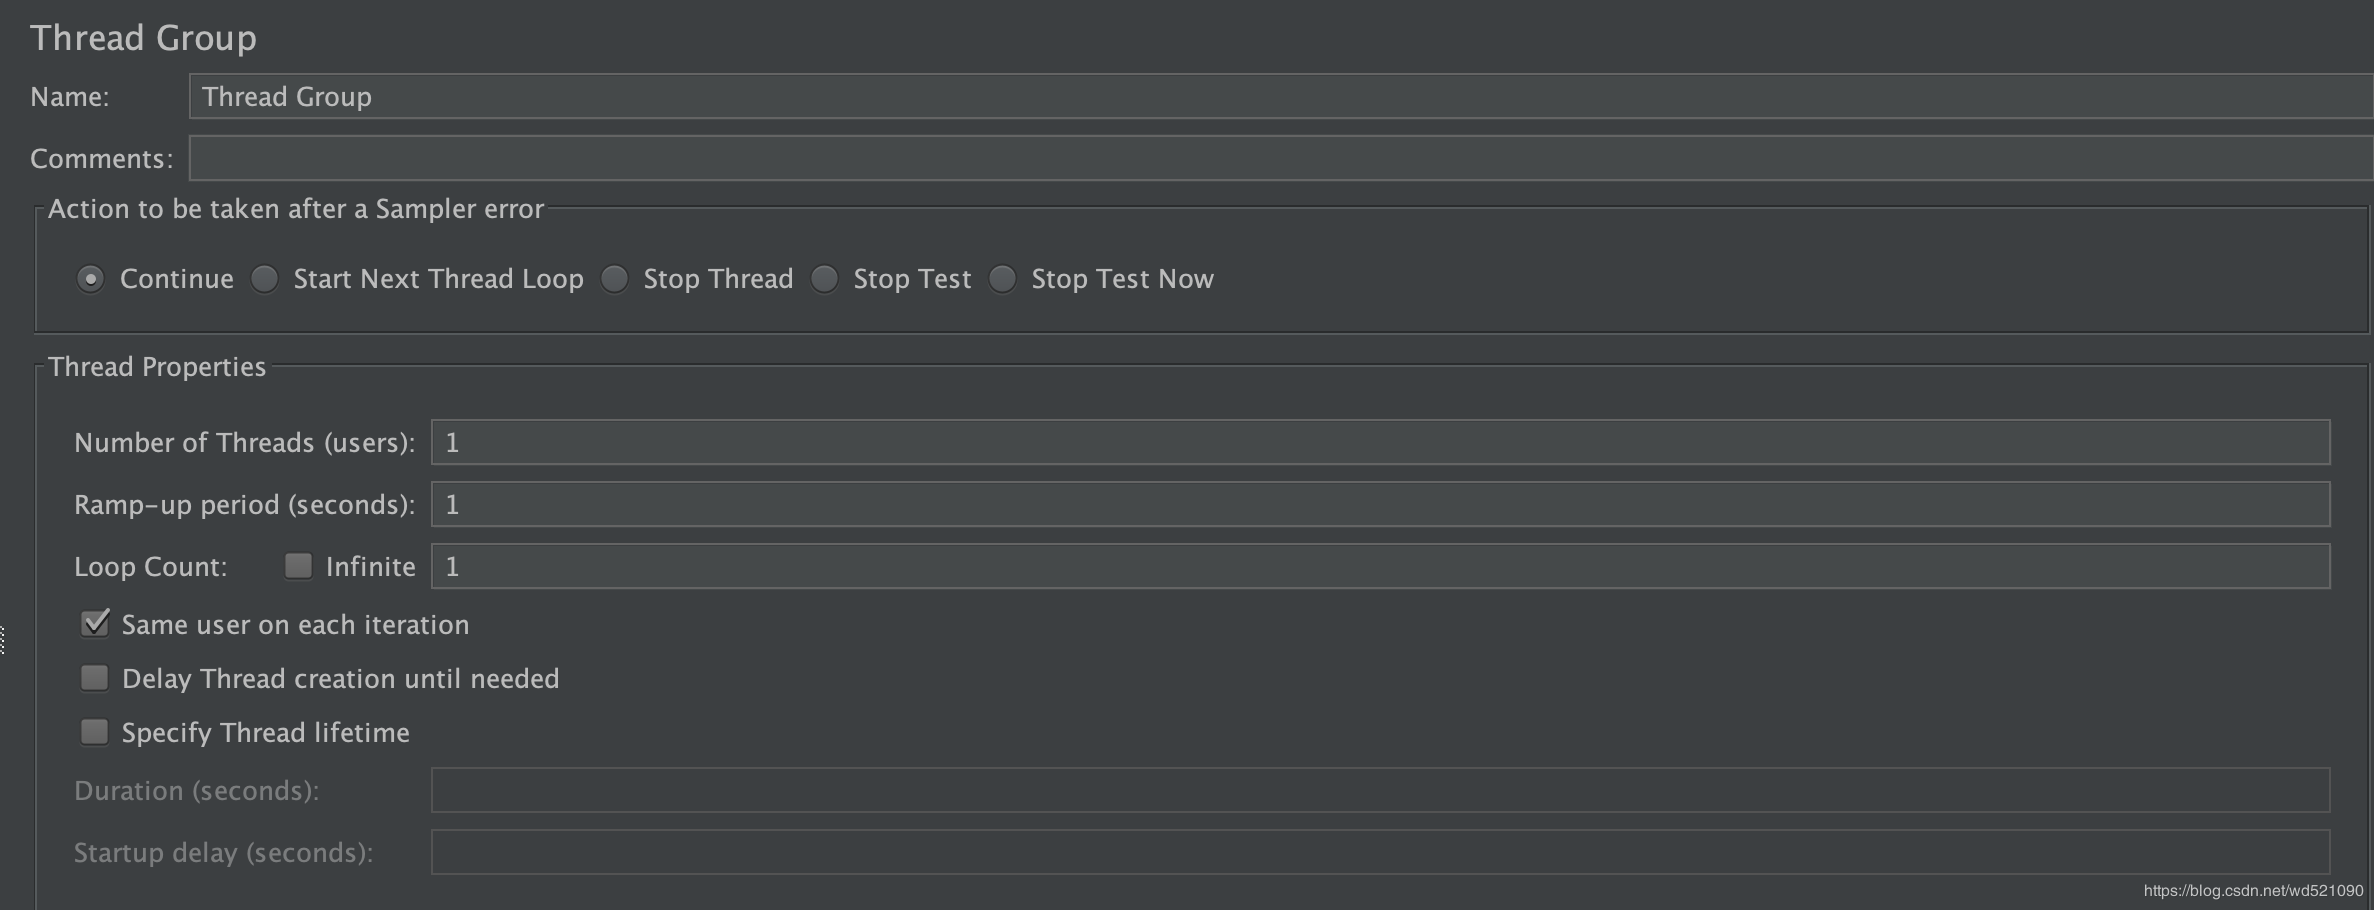 Thread Group
Name: Thread Group
Comments:
Action to be taken after a Sampler error
Continue Start Next Thread Loop Stop Thread Stop Test Stop Test Now
Thread Properties
Number of Threads (users): 1
Ramp-up period (seconds): 1
Loop Count: Infinite 1
Same user on each iteration
Delay Thread creation until needed
Specify Thread lifetime
Duration (seconds):
Startup delay (seconds):
https://blog.csdn.net/wd521090